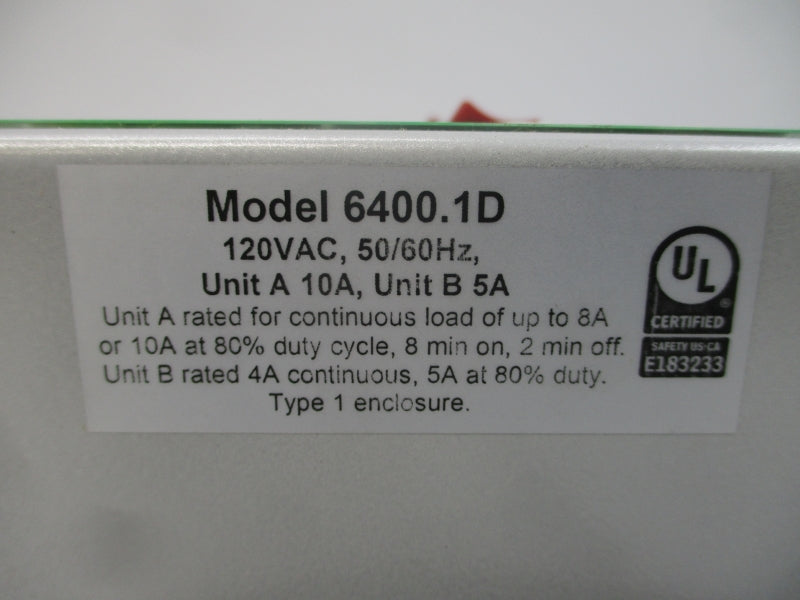 Model 6400.1D
120VAC, 50/60Hz,
Unit A 10A, Unit B 5A
Unit A rated for continuous load of up to 8A
or 10A at 80% duty cycle, 8 min on, 2 min off.
Unit B rated 4A continuous, 5A at 80% duty.
Type 1 enclosure.
UL
®
CERTIFIED
SAFETY US-CA
E183233